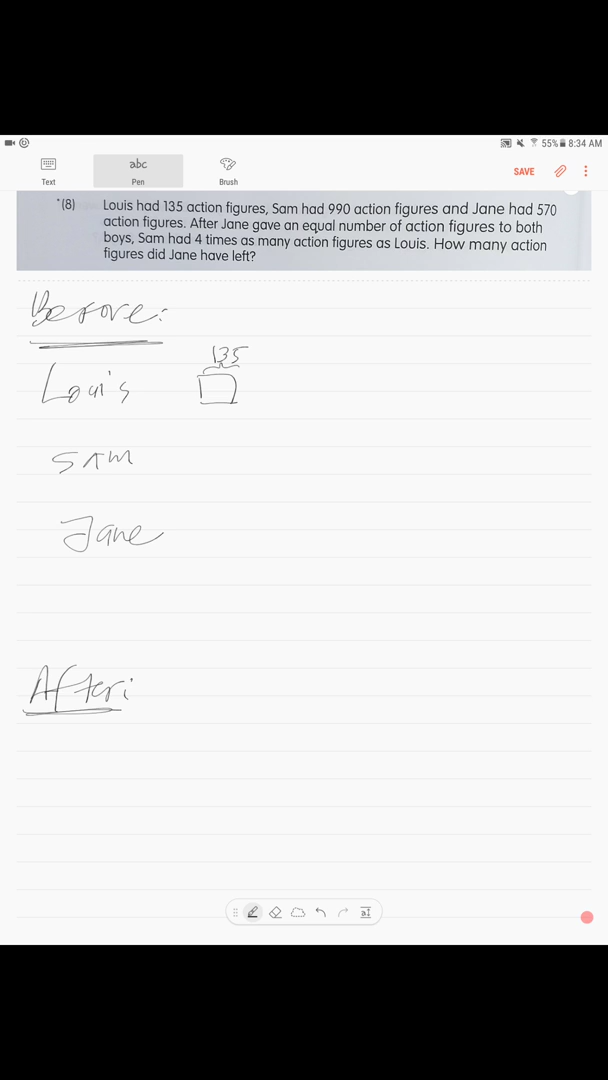 55% 8:34 AM
Text
abc
Pen
Brush
SAVE
*(8) Louis had 135 action figures, Sam had 990 action figures and Jane had 570
action figures. After Jane gave an equal number of action figures to both
boys, Sam had 4 times as many action figures as Louis. How many action
figures did Jane have left?
Before:
135
Louis
SAM
Jane
After: